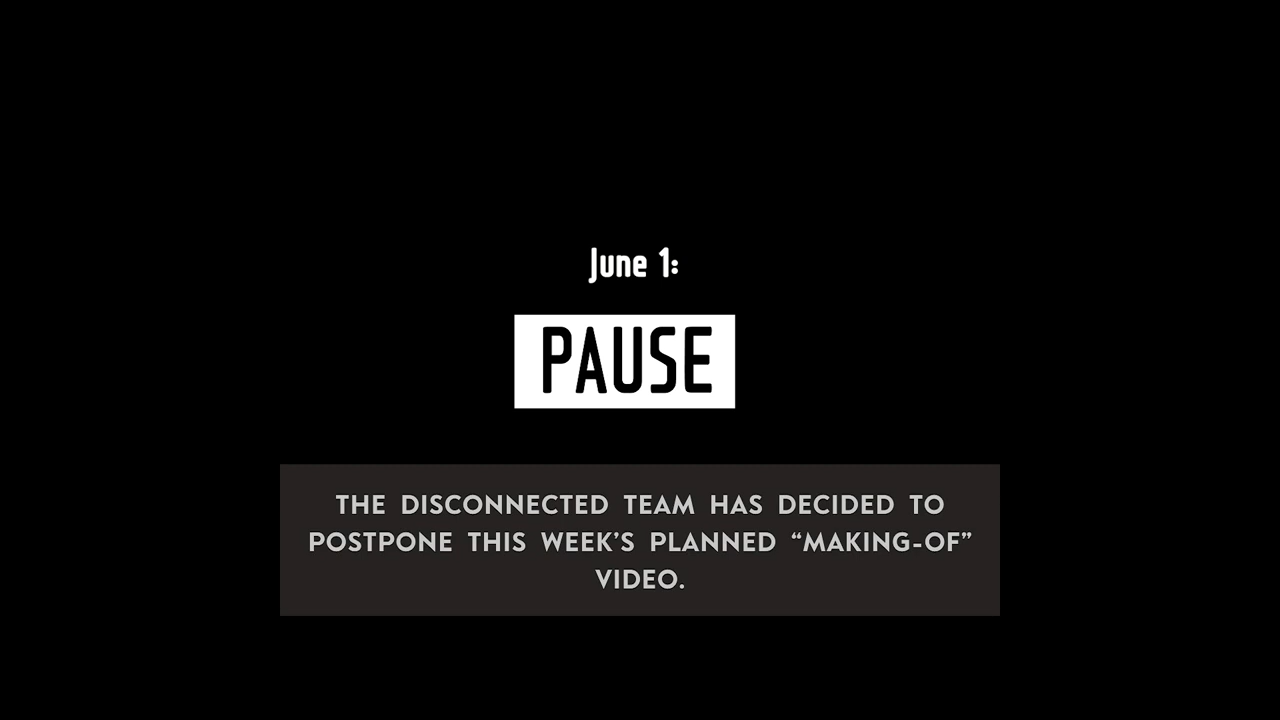 June 1:
PAUSE
THE DISCONNECTED TEAM HAS DECIDED TO
POSTPONE THIS WEEK’S PLANNED “MAKING-OF”
VIDEO.